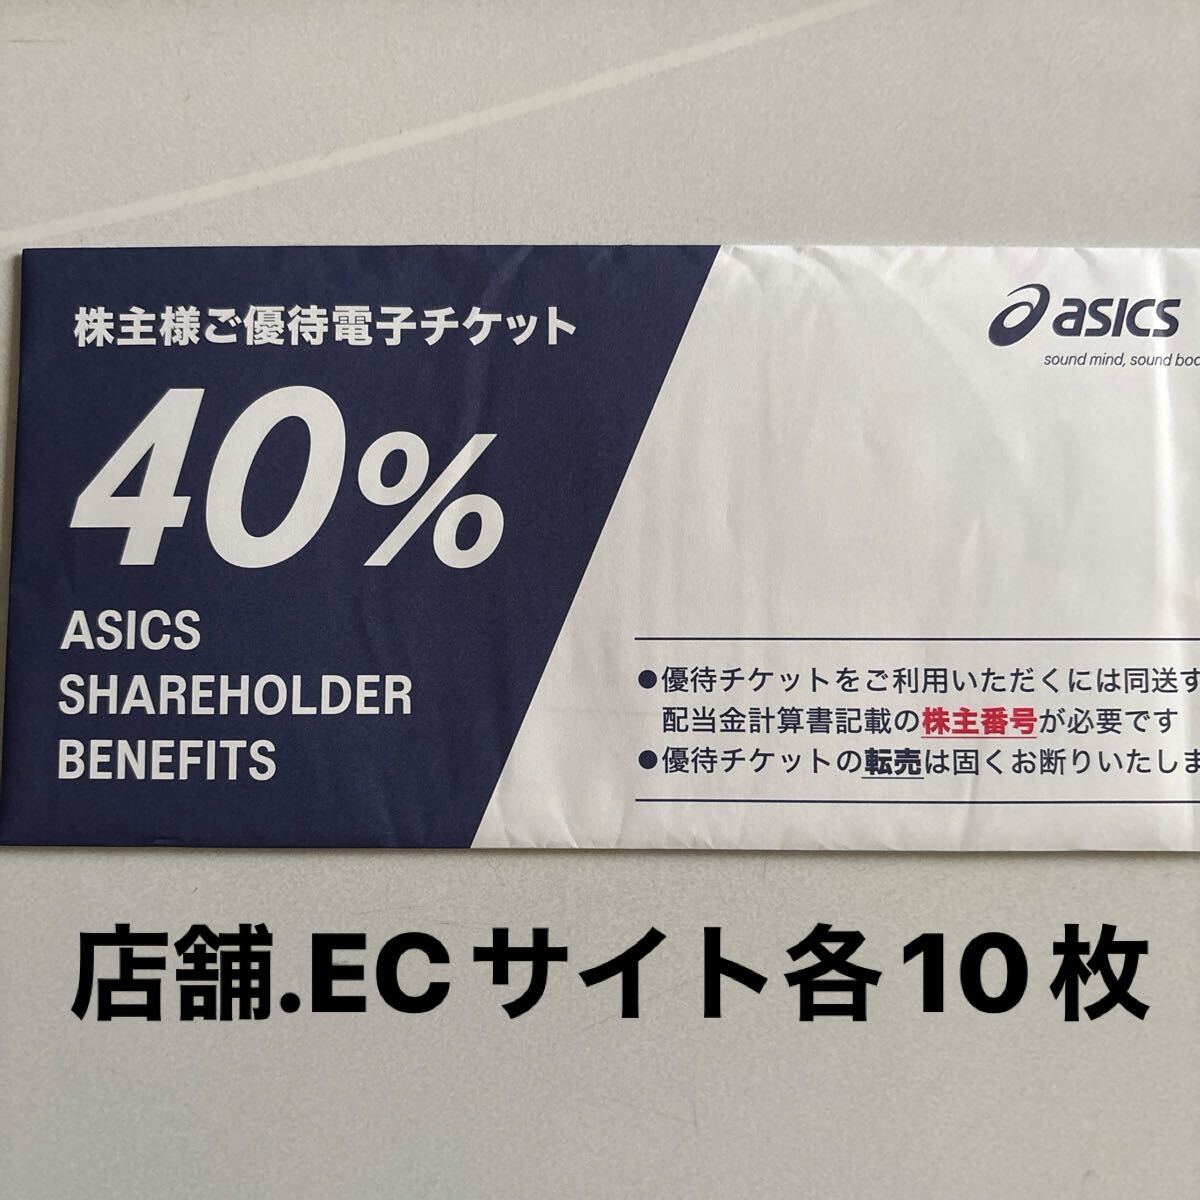 株主様ご優待電子チケット
40%
ASICS
SHAREHOLDER
BENEFITS
asics
sound mind, sound
●優待チケットをご利用いただくには同送す
配当金計算書記載の株主番号が必要です
●優待チケットの転売は固くお断りいたしま
店舗.ECサイト各10枚